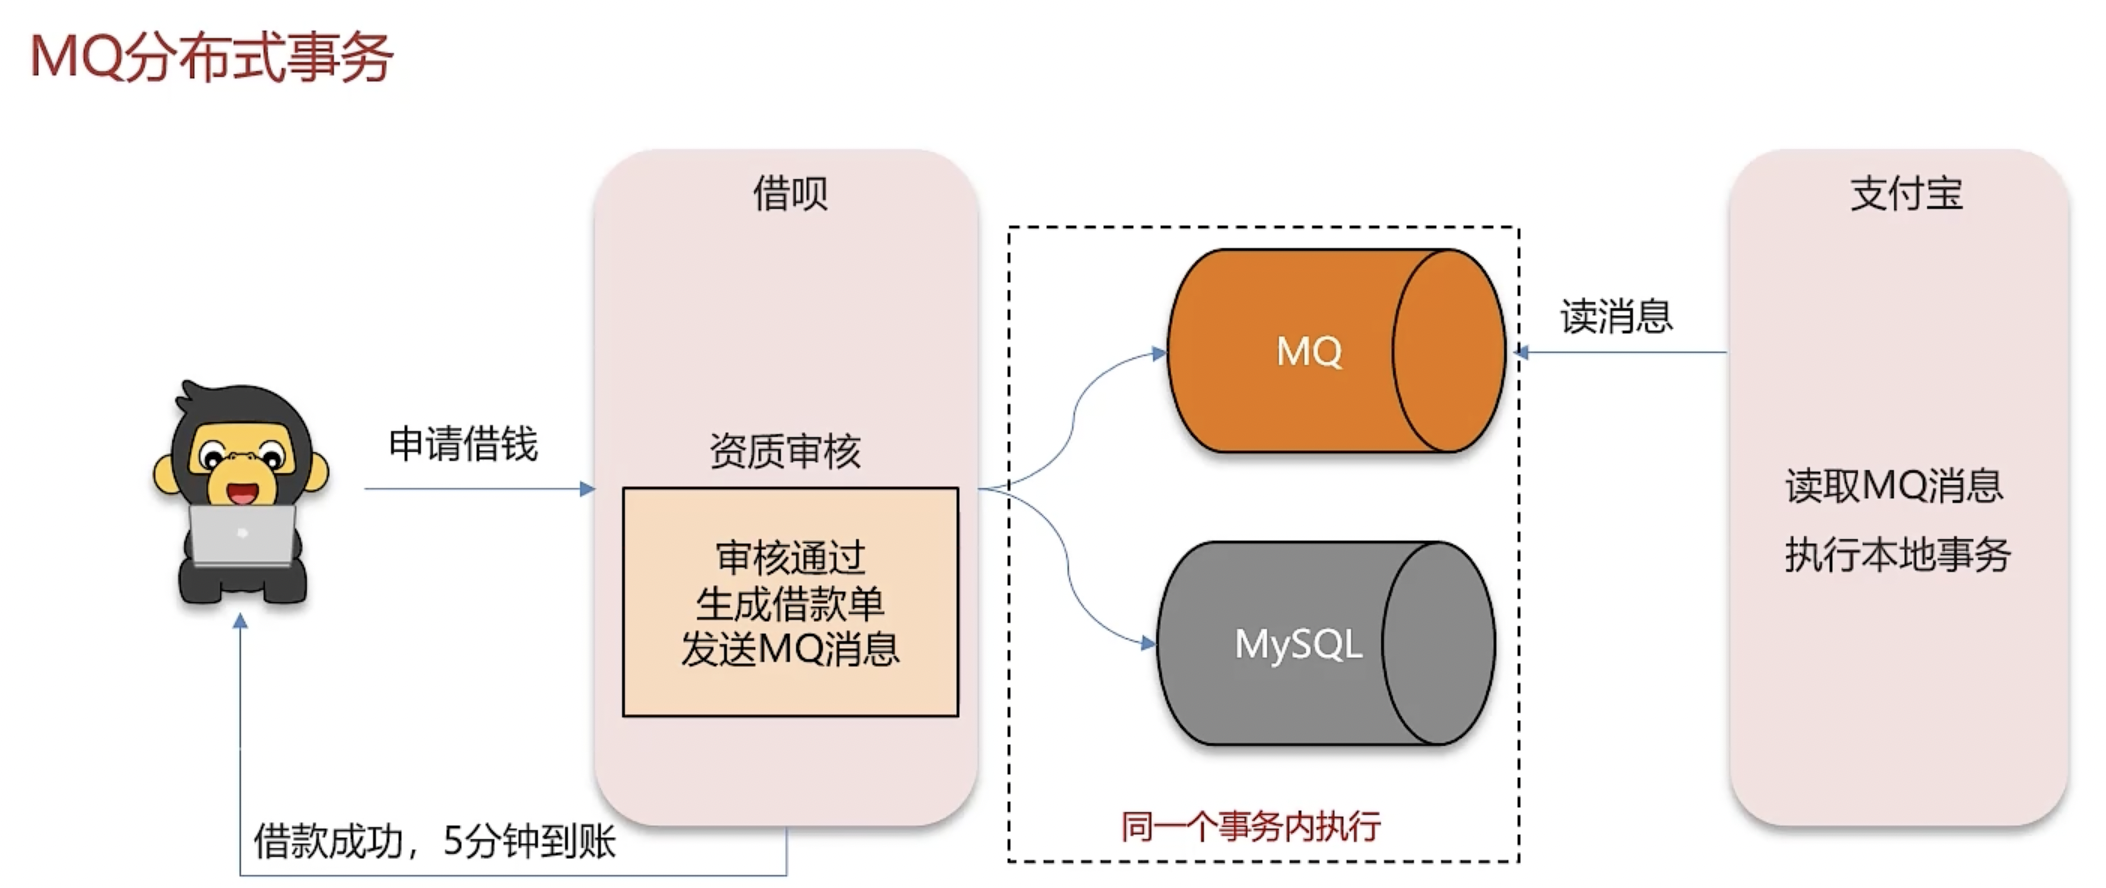 MQ分布式事务
借呗
支付宝
MQ
读消息
申请借钱
资质审核
审核通过
生成借款单
发送MQ消息
读取MQ消息
执行本地事务
MySQL
同一个事务内执行
借款成功，5分钟到账